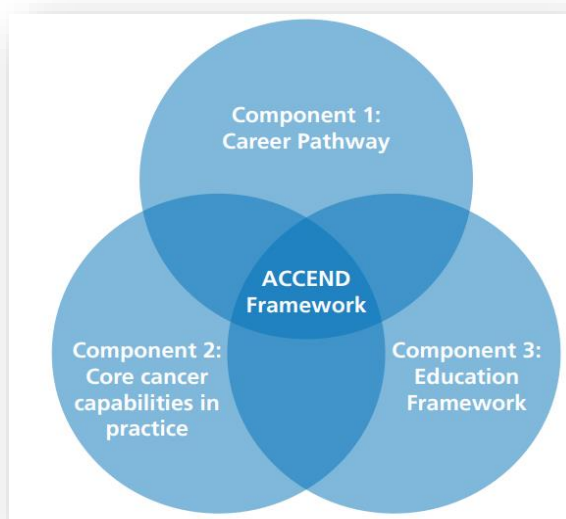 Component 1:
Career Pathway
ACCEND
Framework
Component 2:
Core cancer
capabilities in
practice
Component 3:
Education
Framework